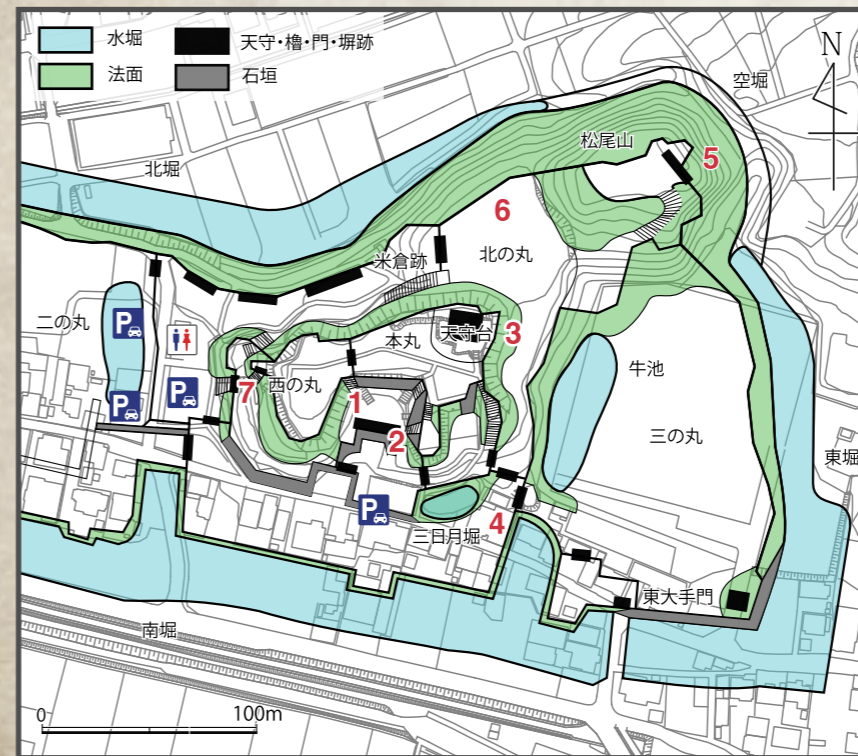 水堀
天守・櫓・門・塀跡
法面
石垣
N
空堀
松尾山
5
北堀
6
北の丸
米倉跡
二の丸
P
本丸
天守台
3
牛池
P
P
7
西の丸
1
2
三の丸
東堀
P
4
三日月堀
東大手門
南堀
0
100m